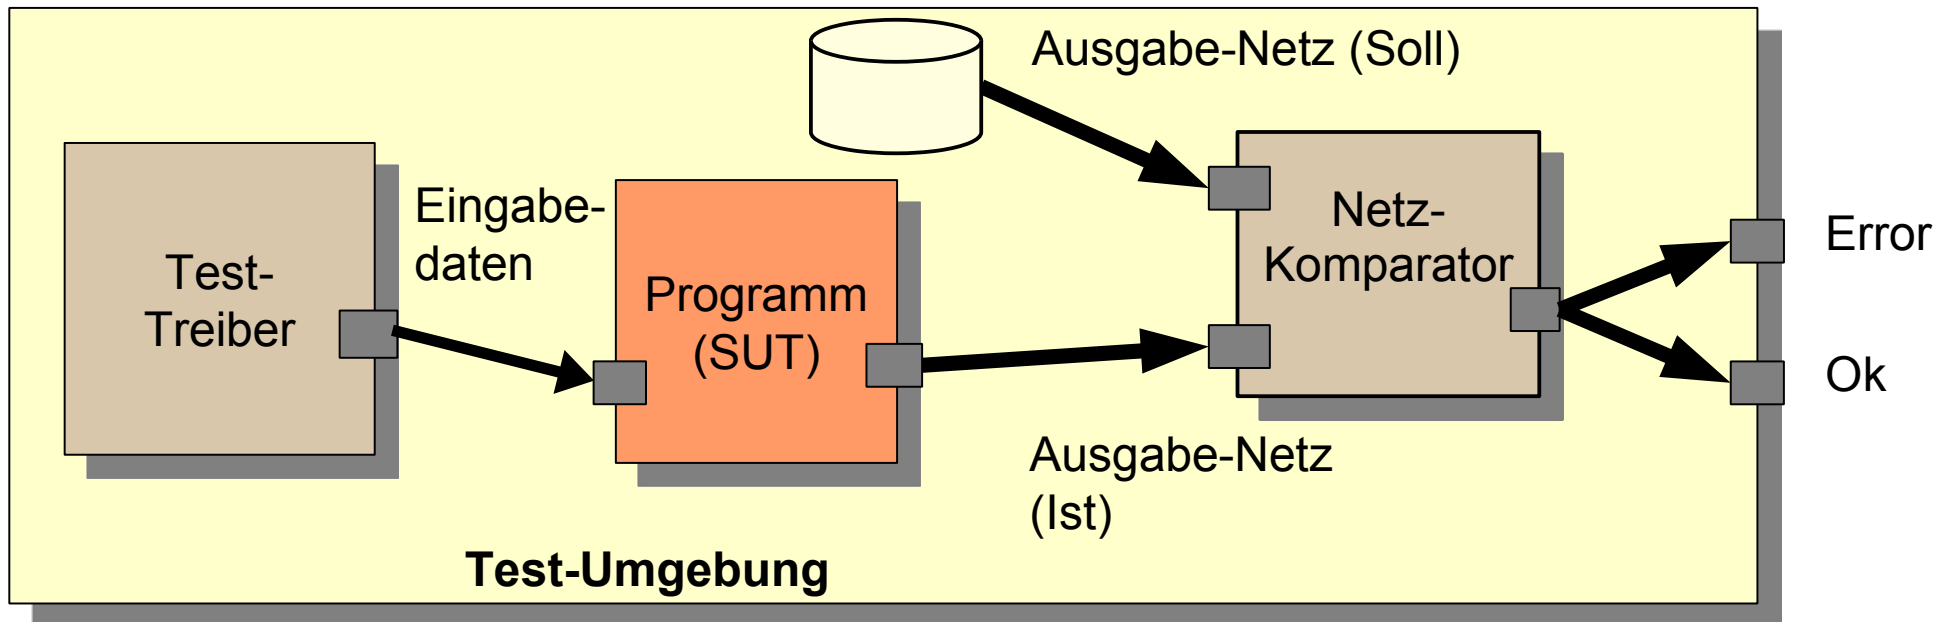 Ausgabe-Netz (Soll)
Test-
Treiber
Eingabe-
daten
Programm
(SUT)
Netz-
Komparator
Error
Ok
Ausgabe-Netz
(Ist)
Test-Umgebung